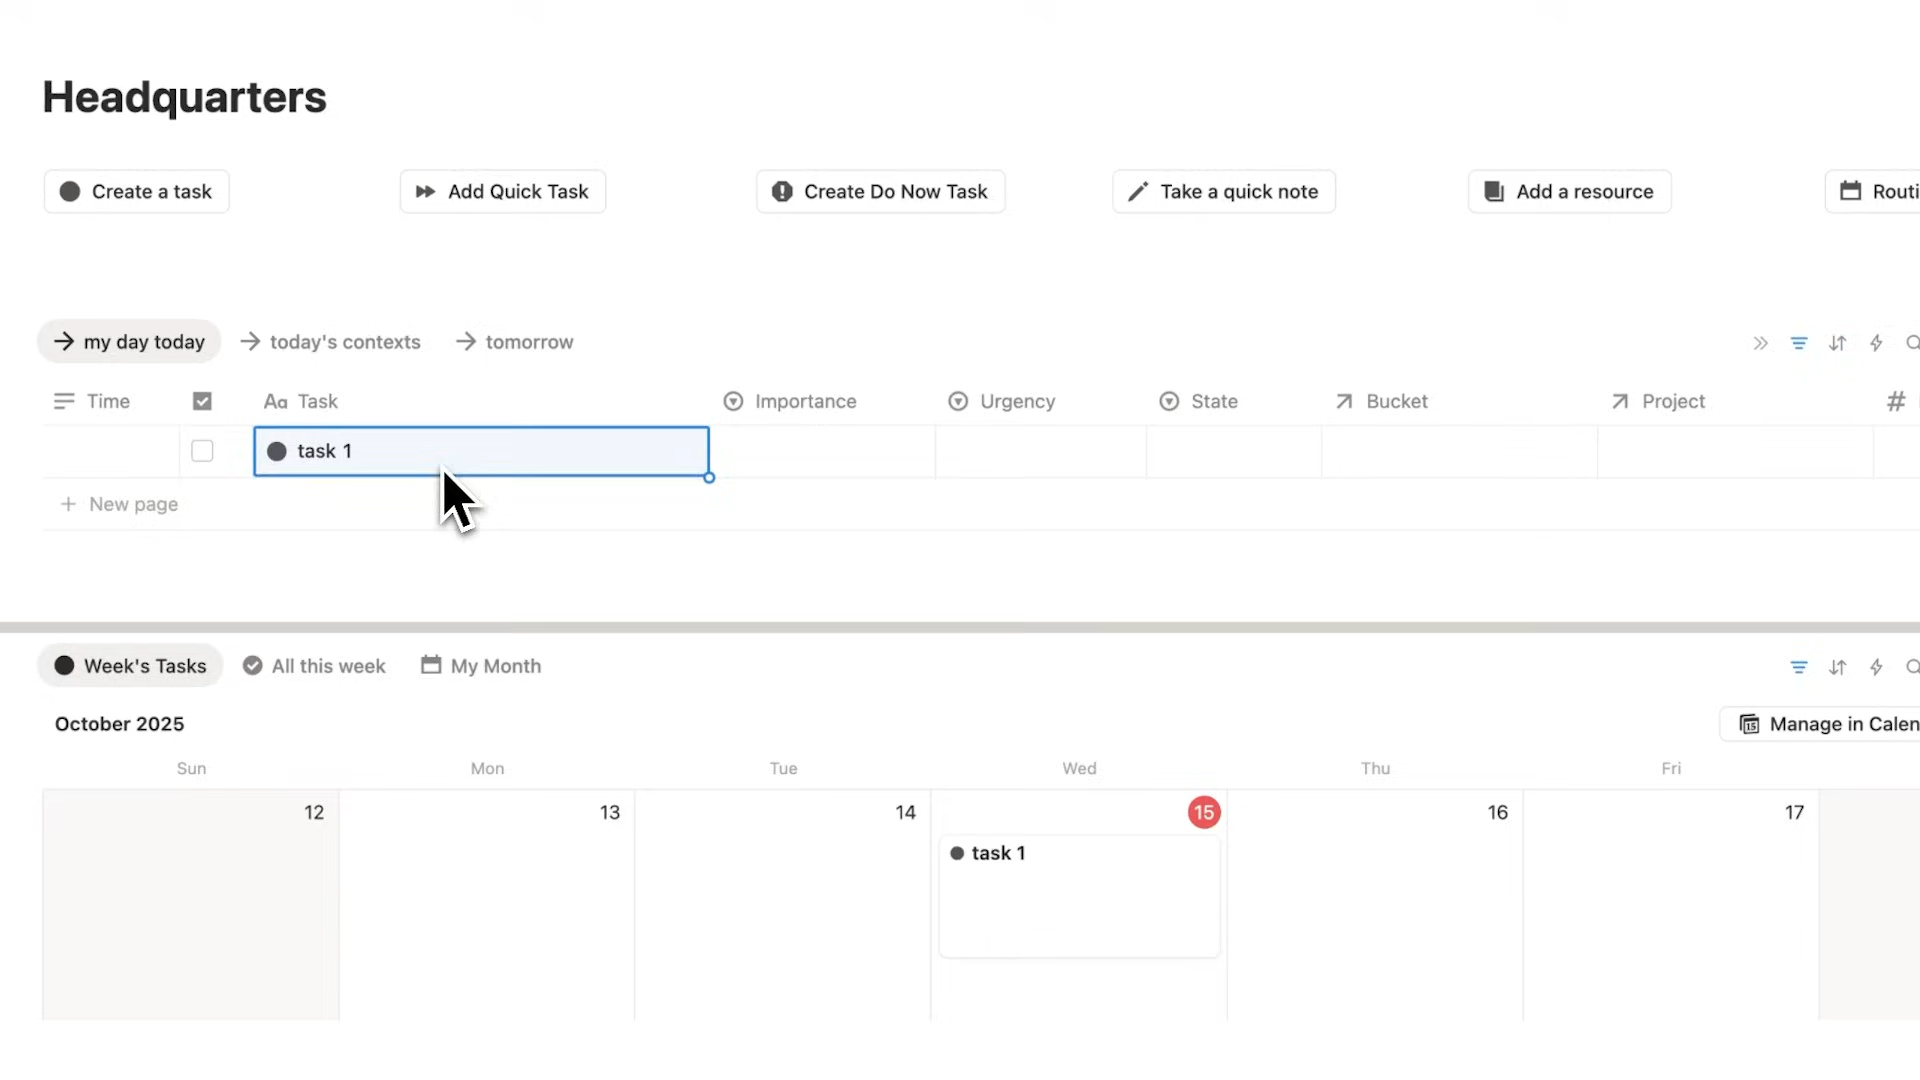 Headquarters
Create a task
Add Quick Task
Create Do Now Task
Take a quick note
Add a resource
Routi
my day today
today's contexts
tomorrow
Time
Aa Task
Importance
Urgency
State
Bucket
Project
#
task 1
+ New page
Week's Tasks
All this week
My Month
October 2025
15 Manage in Calen
Sun
Mon
Tue
Wed
Thu
Fri
12
13
14
15
16
17
task 1